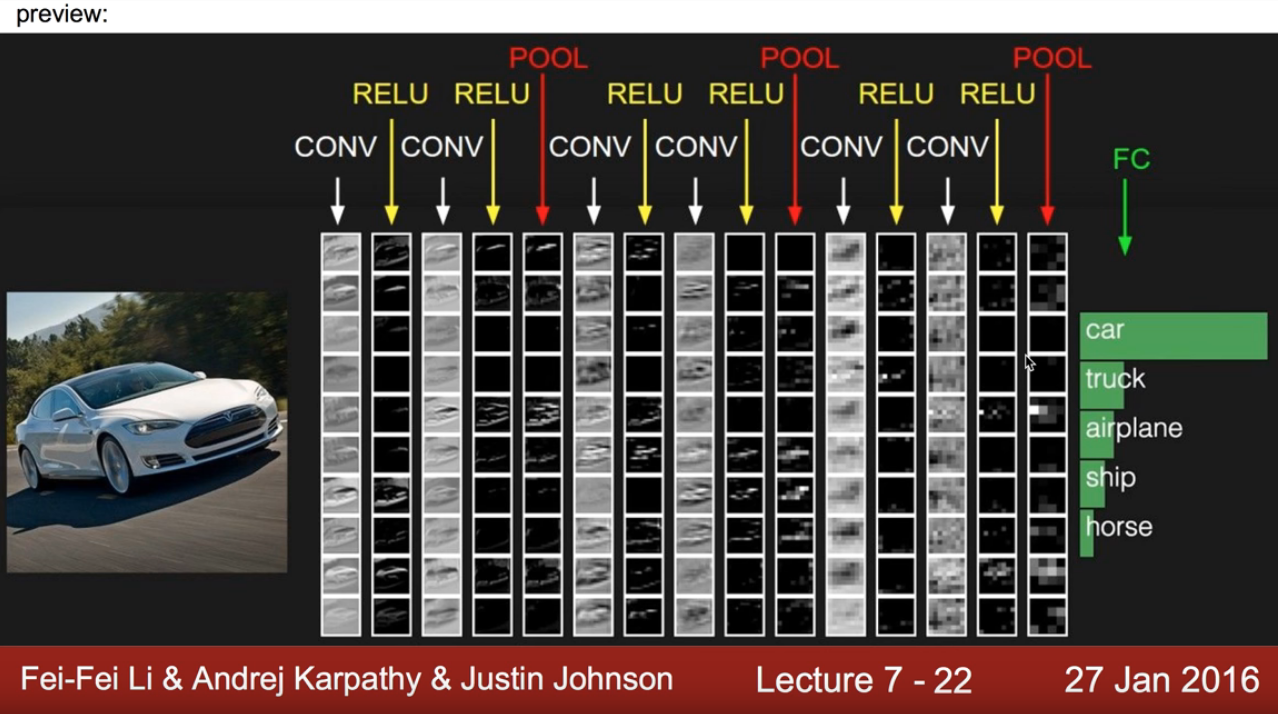 preview:
POOL POOL POOL
RELU RELU RELU RELU RELU RELU
CONV CONV CONV CONV CONV CONV
FC
car
truck
airplane
ship
horse
Fei-Fei Li & Andrej Karpathy & Justin Johnson Lecture 7 - 22 27 Jan 2016